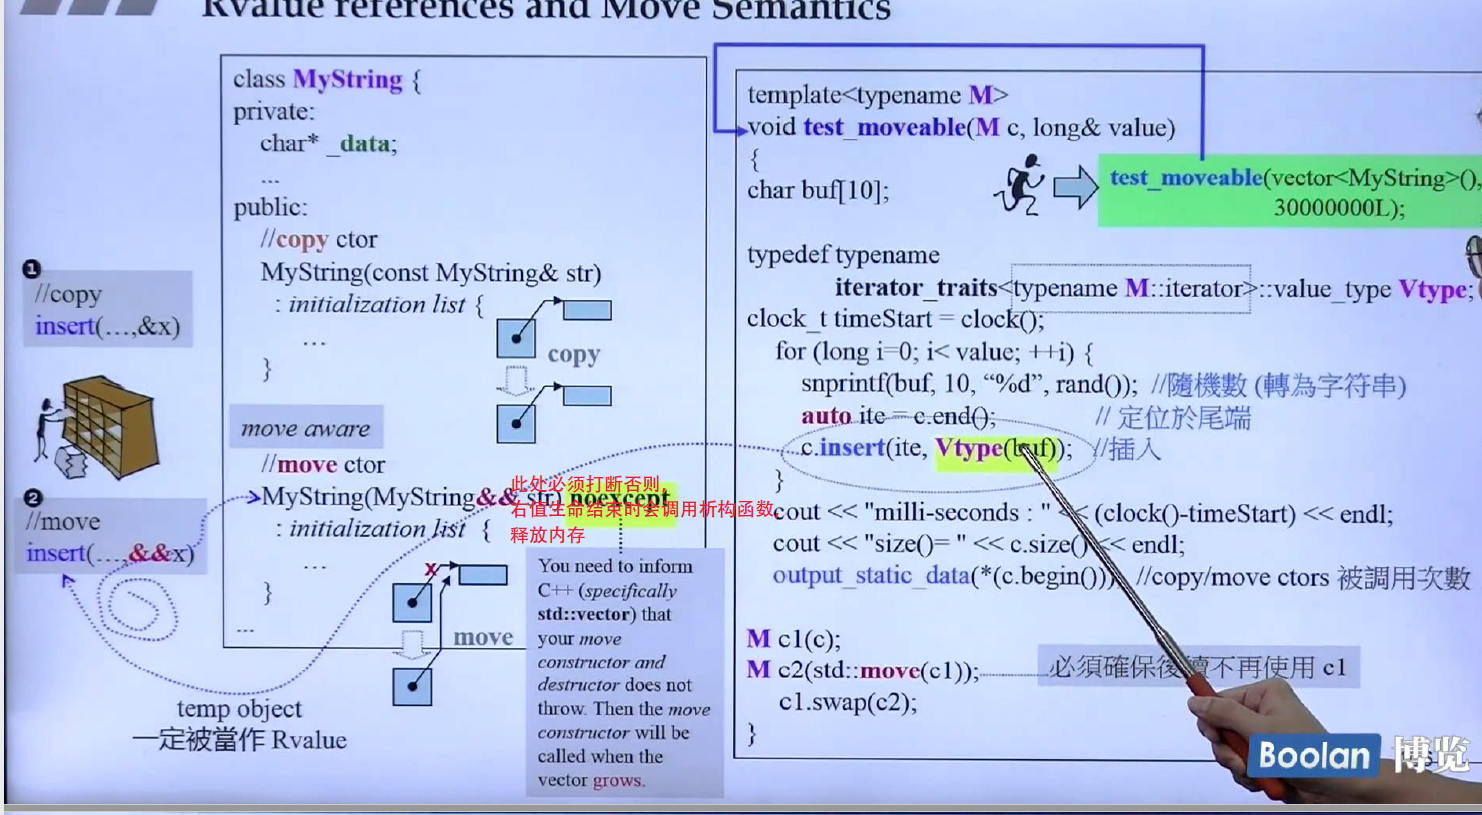 Rvalue references and Move Semantics
class MyString {
private:
char* _data;
...
public:
//copy ctor
MyString(const MyString& str)
: initialization list {
...
}
copy
move aware
//move ctor
MyString(MyString&& str) noexcept
: initialization list {
...
}
...
x
move
此处必须打断否则,
右值生命结束时会调用析构函数,
释放内存
You need to inform
C++ (specifically
std::vector) that
your move
constructor and
destructor does not
throw. Then the move
constructor will be
called when the
vector grows.
❶
//copy
insert(…,&x)
❷
//move
insert(…,&&x)
temp object
一定被當作 Rvalue
template<typename M>
void test_moveable(M c, long& value)
{
char buf[10];
test_moveable(vector<MyString>(),
30000000L);
typedef typename
iterator_traits<typename M::iterator>::value_type Vtype;
clock_t timeStart = clock();
for (long i=0; i< value; ++i) {
snprintf(buf, 10, “%d”, rand()); //隨機數 (轉為字符串)
auto ite = c.end(); // 定位於尾端
c.insert(ite, Vtype(buf)); //插入
}
cout << "milli-seconds : " << (clock()-timeStart) << endl;
cout << "size()= " << c.size() << endl;
output_static_data(*(c.begin())); //copy/move ctors 被調用次數
M c1(c);
M c2(std::move(c1)); 必須確保後續不再使用 c1
c1.swap(c2);
}
Boolan 博览